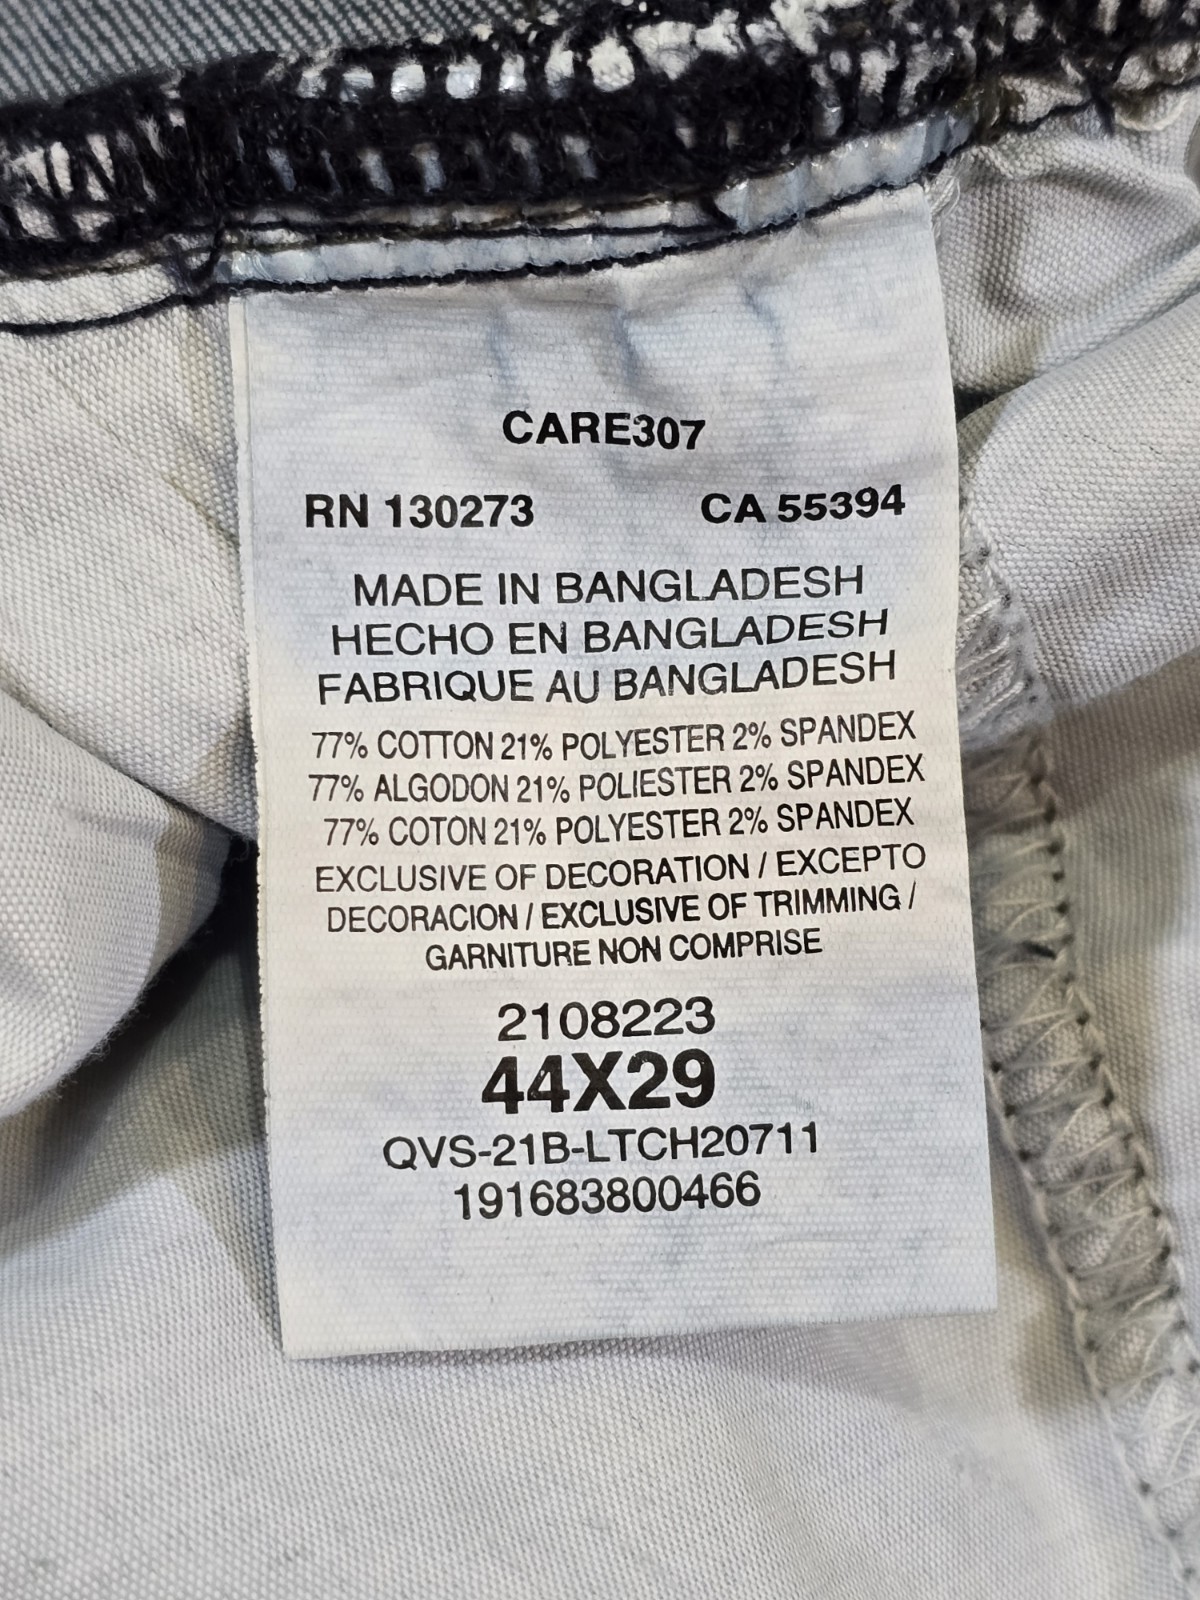 CARE307
RN 130273 CA 55394
MADE IN BANGLADESH
HECHO EN BANGLADESH
FABRIQUE AU BANGLADESH
77% COTTON 21% POLYESTER 2% SPANDEX
77% ALGODON 21% POLIESTER 2% SPANDEX
77% COTON 21% POLYESTER 2% SPANDEX
EXCLUSIVE OF DECORATION / EXCEPTO
DECORACION / EXCLUSIVE OF TRIMMING /
GARNITURE NON COMPRISE
2108223
44X29
QVS-21B-LTCH20711
191683800466